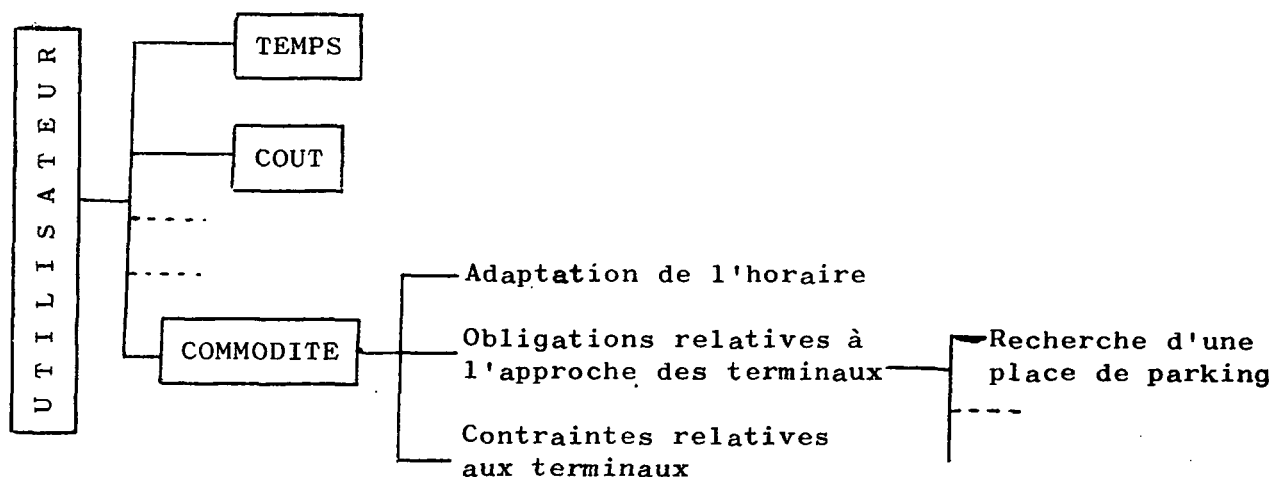 UTILISATEUR
TEMPS
COUT
COMMODITE
Adaptation de l'horaire
Obligations relatives à
l'approche des terminaux
Contraintes relatives
aux terminaux
Recherche d'une
place de parking